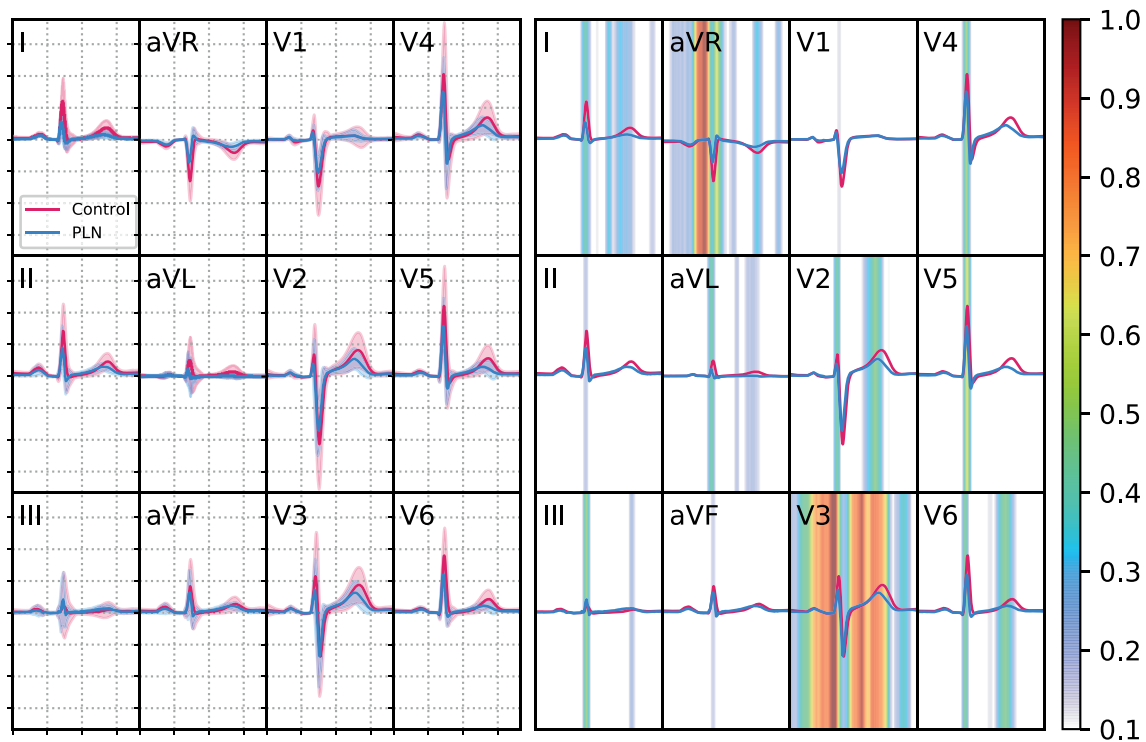 I aVR V1 V4
Control
PLN
II aVL V2 V5
III aVF V3 V6
I aVR V1 V4
II aVL V2 V5
III aVF V3 V6
1.0
0.9
0.8
0.7
0.6
0.5
0.4
0.3
0.2
0.1